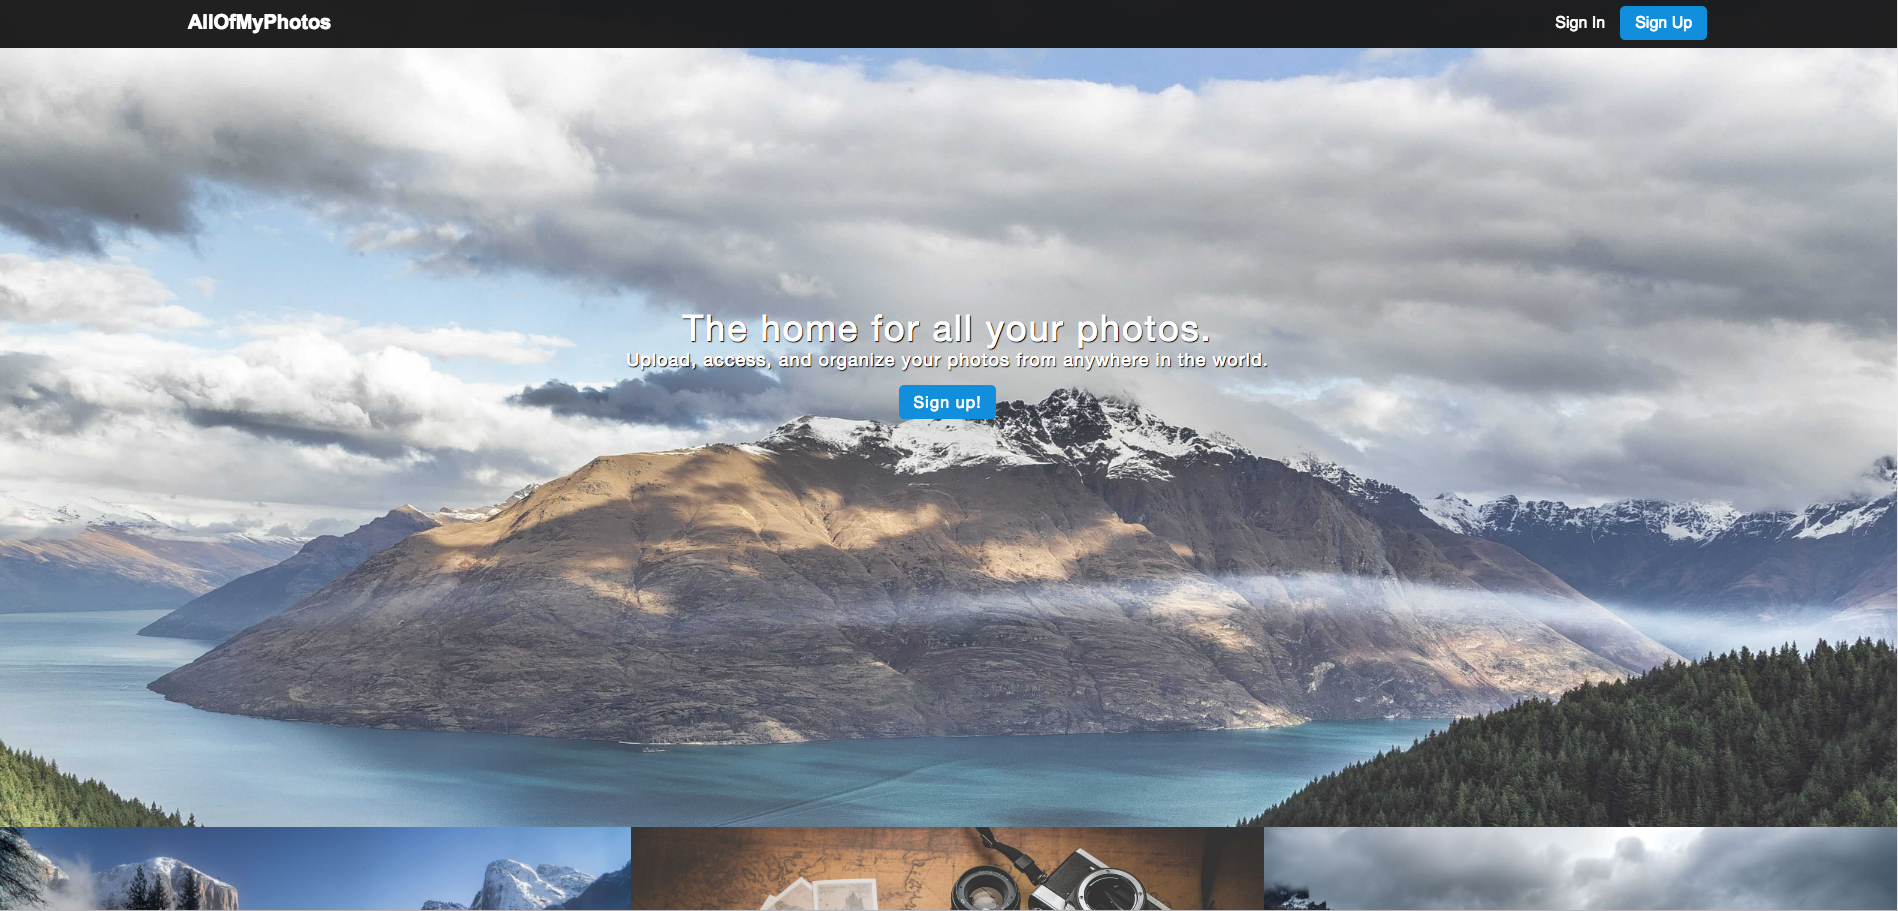 AllOfMyPhotos
Sign In
Sign Up
The home for all your photos.
Upload, access, and organize your photos from anywhere in the world.
Sign up!